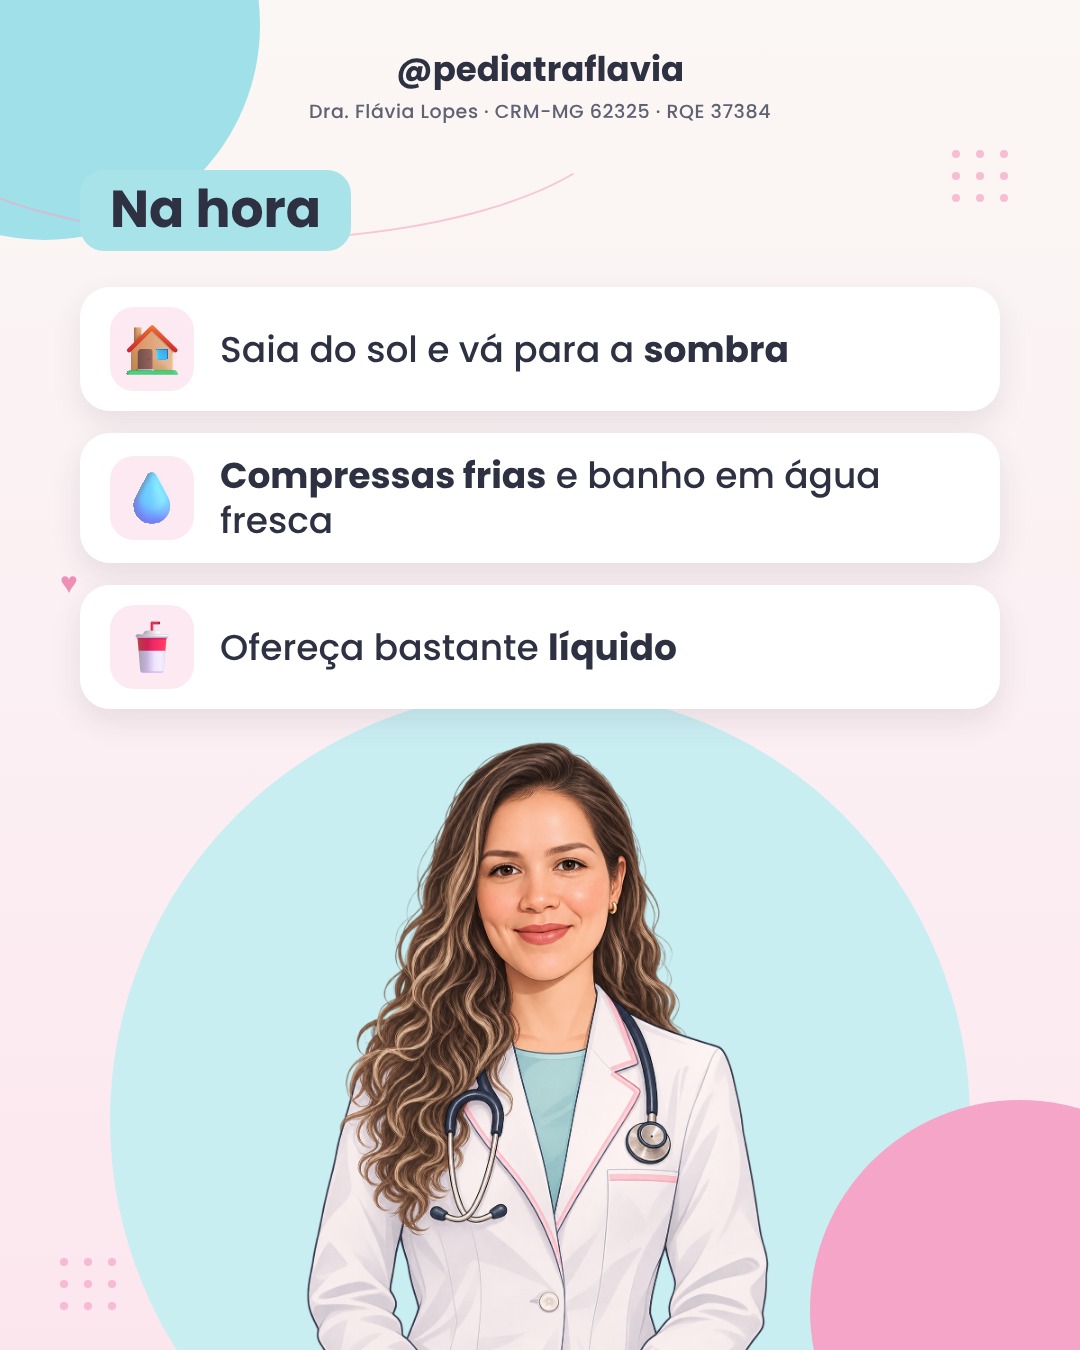 @pediatraflavia
Dra. Flávia Lopes · CRM-MG 62325 · RQE 37384
Na hora
Saia do sol e vá para a sombra
Compressas frias e banho em água
fresca
Ofereça bastante líquido